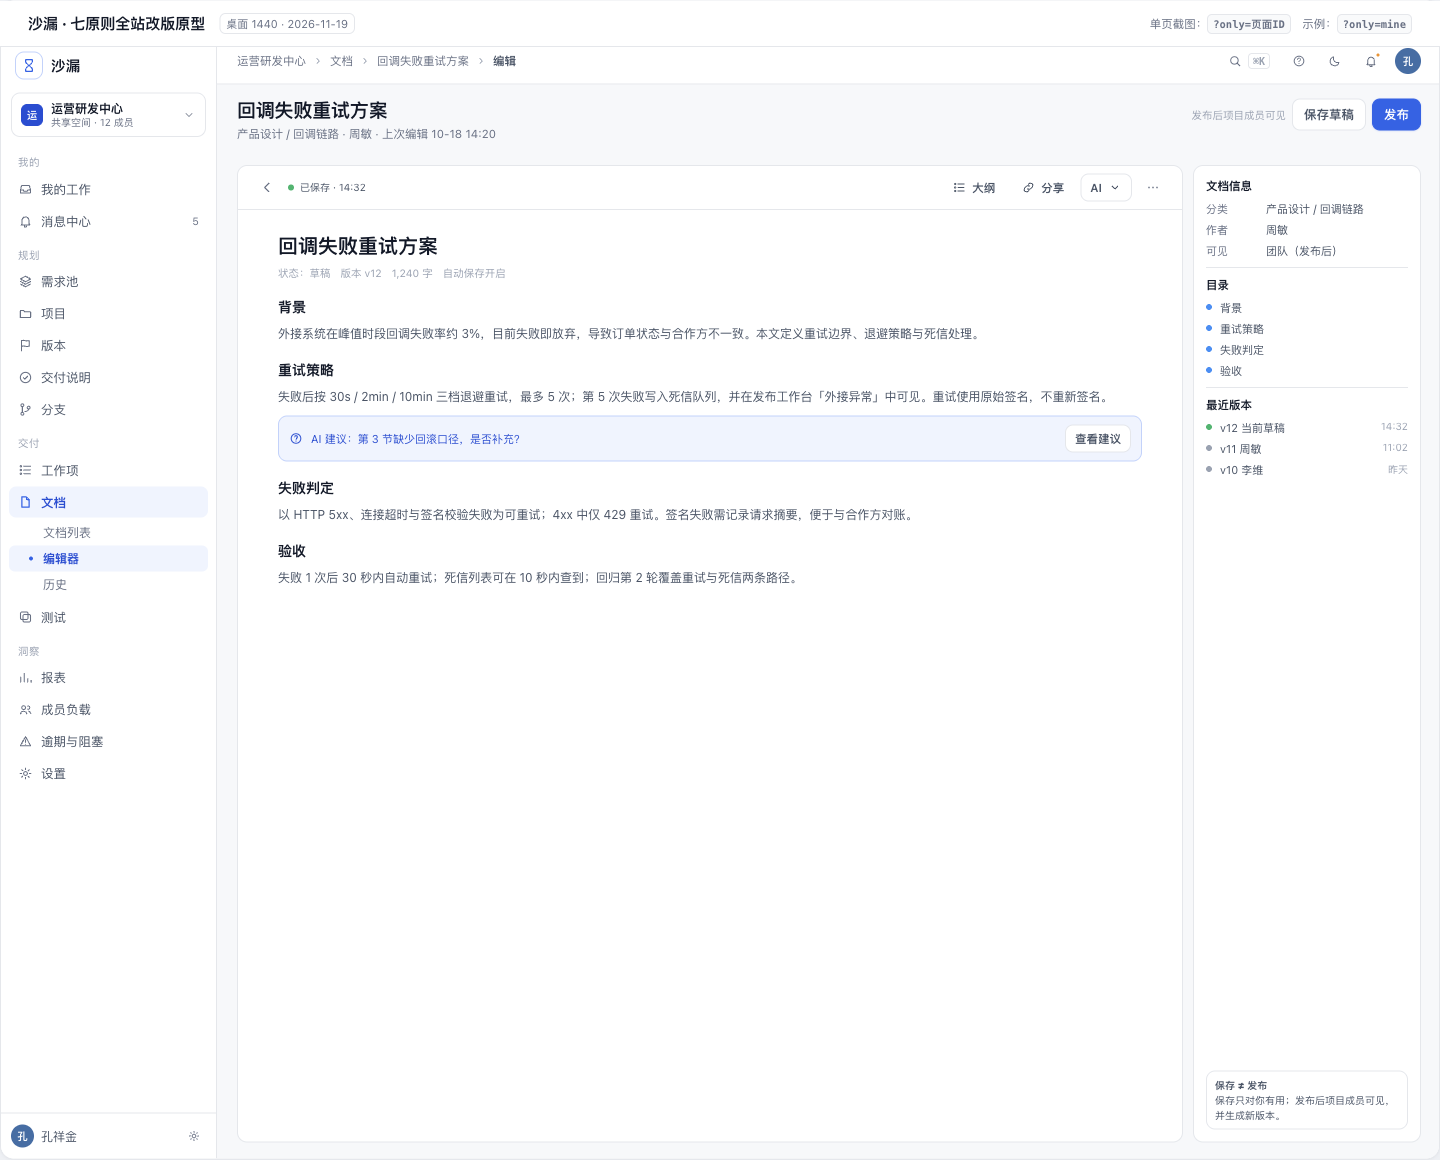 沙漏 · 七原则全站改版原型
桌面 1440 · 2026-11-19
单页截图： ?only=页面ID 示例： ?only=mine
沙漏
运
运营研发中心
共享空间 · 12 成员
我的
我的工作
消息中心 5
规划
需求池
项目
版本
交付说明
分支
交付
工作项
文档
文档列表
编辑器
历史
测试
洞察
报表
成员负载
逾期与阻塞
设置
孔 孔祥金
运营研发中心 › 文档 › 回调失败重试方案 › 编辑
⌘K
孔
回调失败重试方案
产品设计 / 回调链路 · 周敏 · 上次编辑 10-18 14:20
发布后项目成员可见 保存草稿 发布
已保存 · 14:32
大纲 分享 AI ···
回调失败重试方案
状态：草稿 版本 v12 1,240 字 自动保存开启
背景
外接系统在峰值时段回调失败率约 3%，目前失败即放弃，导致订单状态与合作方不一致。本文定义重试边界、退避策略与死信处理。
重试策略
失败后按 30s / 2min / 10min 三档退避重试，最多 5 次；第 5 次失败写入死信队列，并在发布工作台「外接异常」中可见。重试使用原始签名，不重新签名。
AI 建议：第 3 节缺少回滚口径，是否补充?
查看建议
失败判定
以 HTTP 5xx、连接超时与签名校验失败为可重试；4xx 中仅 429 重试。签名失败需记录请求摘要，便于与合作方对账。
验收
失败 1 次后 30 秒内自动重试；死信列表可在 10 秒内查到；回归第 2 轮覆盖重试与死信两条路径。
文档信息
分类 产品设计 / 回调链路
作者 周敏
可见 团队（发布后）
目录
背景
重试策略
失败判定
验收
最近版本
v12 当前草稿 14:32
v11 周敏 11:02
v10 李维 昨天
保存 ≠ 发布
保存只对你有用；发布后项目成员可见，
并生成新版本。